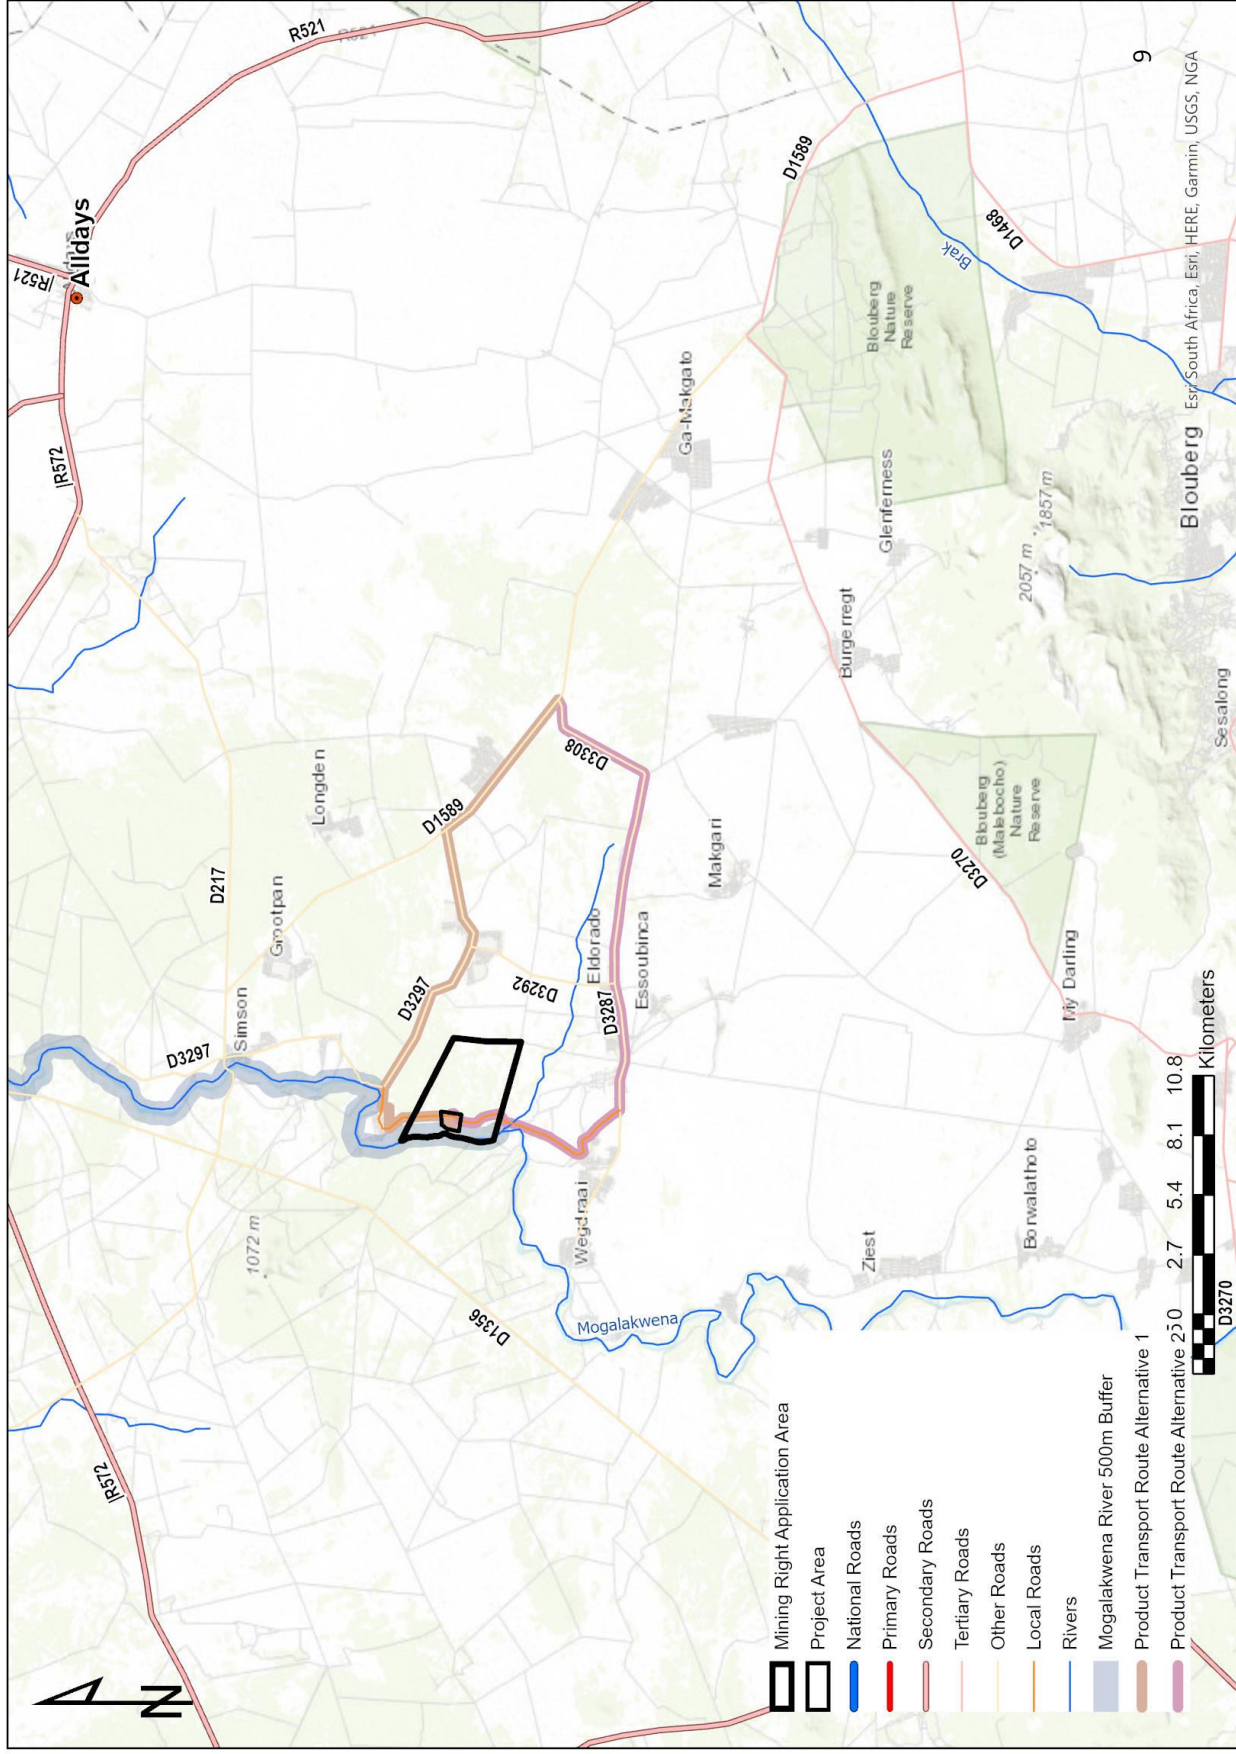 R521
R521
R521
Alldays
Alldays
R572
R572
N
D217
D3297
Simson
Grootpan
Longden
1072 m
D1589
D3297
D3308
D3292
Eldorado
D3287
Essoubinca
Wegdraai
D1356
Mogalakwena
Makgari
Ga-Makgato
D1589
Blouberg
Nature
Reserve
Brak
D1468
Glenferness
Burgerregt
2057 m
1857 m
Blouberg
(Malebocho)
Nature
Reserve
D3270
My Darling
Borwalathoto
Ziest
Sesalong
Blouberg
Mining Right Application Area
Project Area
National Roads
Primary Roads
Secondary Roads
Tertiary Roads
Other Roads
Local Roads
Rivers
Mogalakwena River 500m Buffer
Product Transport Route Alternative 1
Product Transport Route Alternative 2
2.7 5.4 8.1 10.8
Kilometers
D3270
9
Esri South Africa, Esri, HERE, Garmin, USGS, NGA